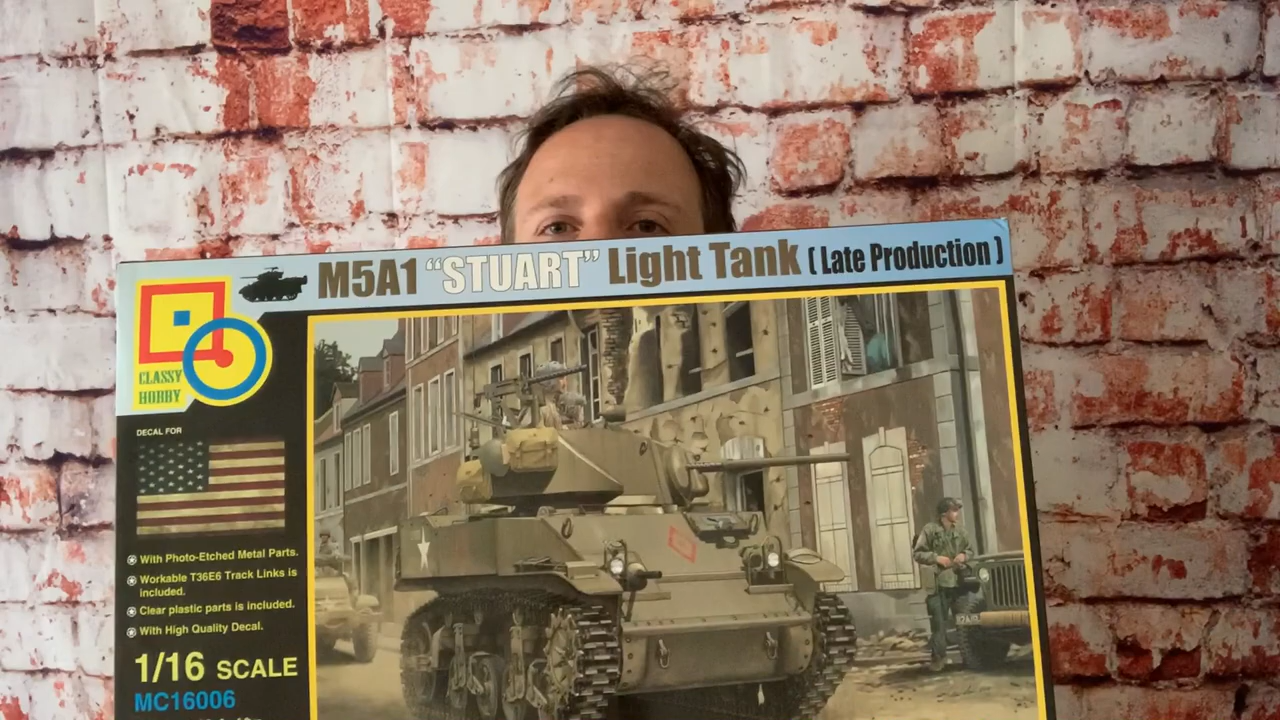 M5A1 "STUART" Light Tank ( Late Production )
CLASSY
HOBBY
DECAL FOR
With Photo-Etched Metal Parts.
Workable T36E6 Track Links is
included.
Clear plastic parts is included.
With High Quality Decal.
1/16 SCALE
MC16006